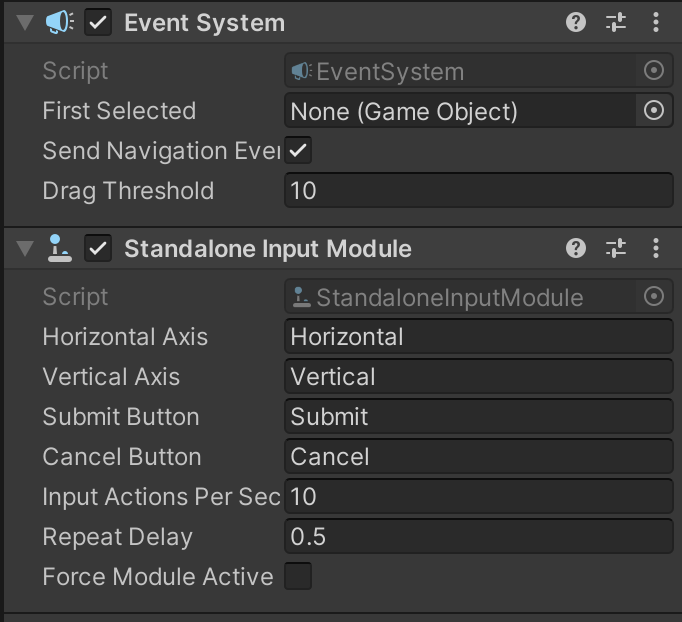 Event System
Script EventSystem
First Selected None (Game Object)
Send Navigation Ever
Drag Threshold 10
Standalone Input Module
Script StandaloneInputModule
Horizontal Axis Horizontal
Vertical Axis Vertical
Submit Button Submit
Cancel Button Cancel
Input Actions Per Sec 10
Repeat Delay 0.5
Force Module Active